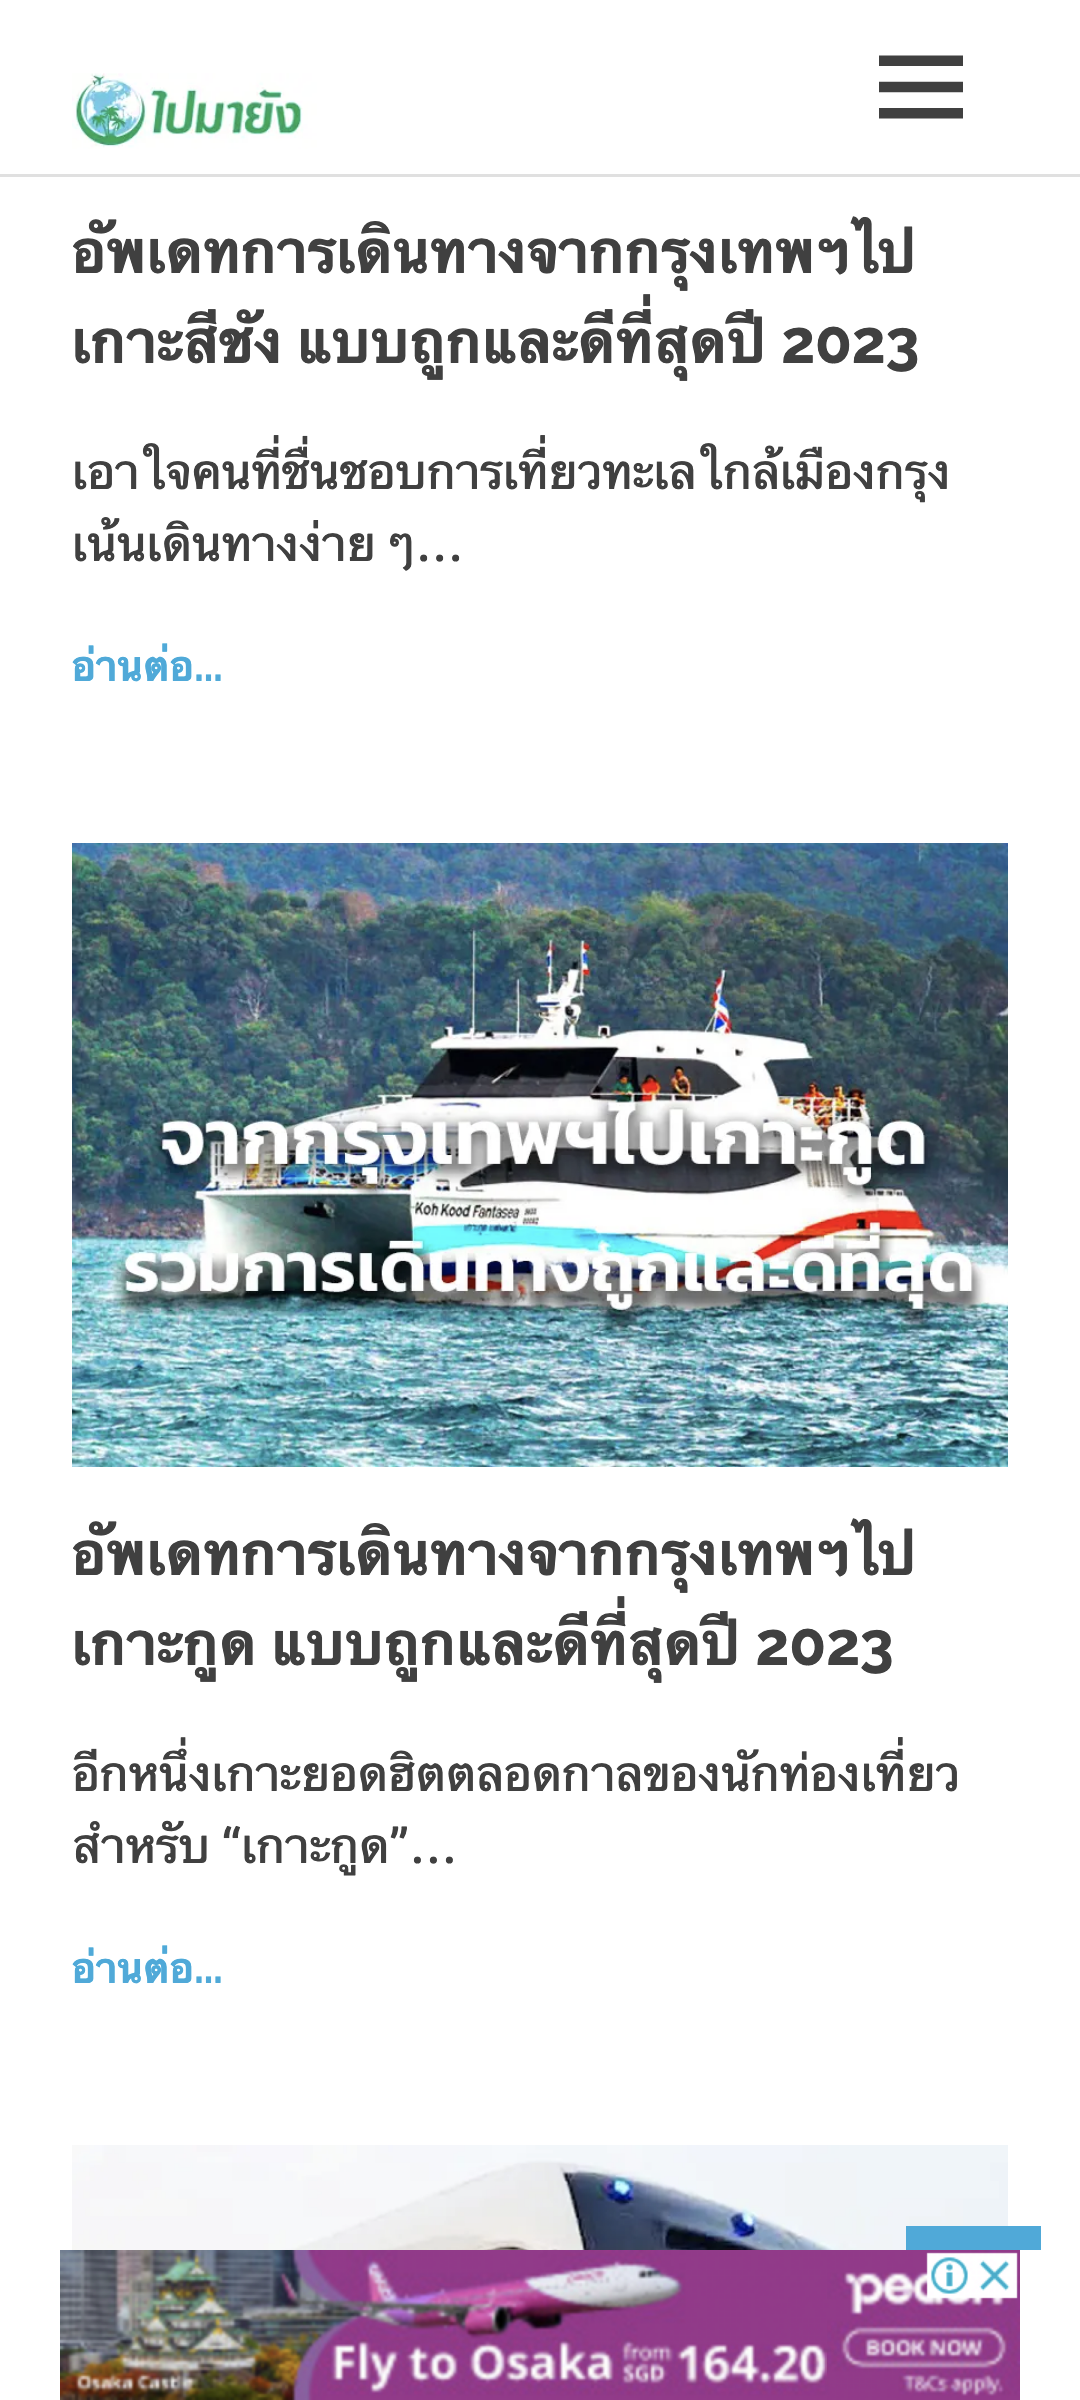 ไปมายัง
อัพเดทการเดินทางจากกรุงเทพฯไป
เกาะสีชัง แบบถูกและดีที่สุดปี 2023
เอาใจคนที่ชื่นชอบการเที่ยวทะเลใกล้เมืองกรุง
เน้นเดินทางง่าย ๆ…
อ่านต่อ...
จากกรุงเทพฯไปเกาะกูด
Koh Kood Fantasea
รวมการเดินทางถูกและดีที่สุด
อัพเดทการเดินทางจากกรุงเทพฯไป
เกาะกูด แบบถูกและดีที่สุดปี 2023
อีกหนึ่งเกาะยอดฮิตตลอดกาลของนักท่องเที่ยว
สำหรับ “เกาะกูด”…
อ่านต่อ...
Fly to Osaka from SGD 164.20
BOOK NOW
Osaka Castle
T&Cs apply.